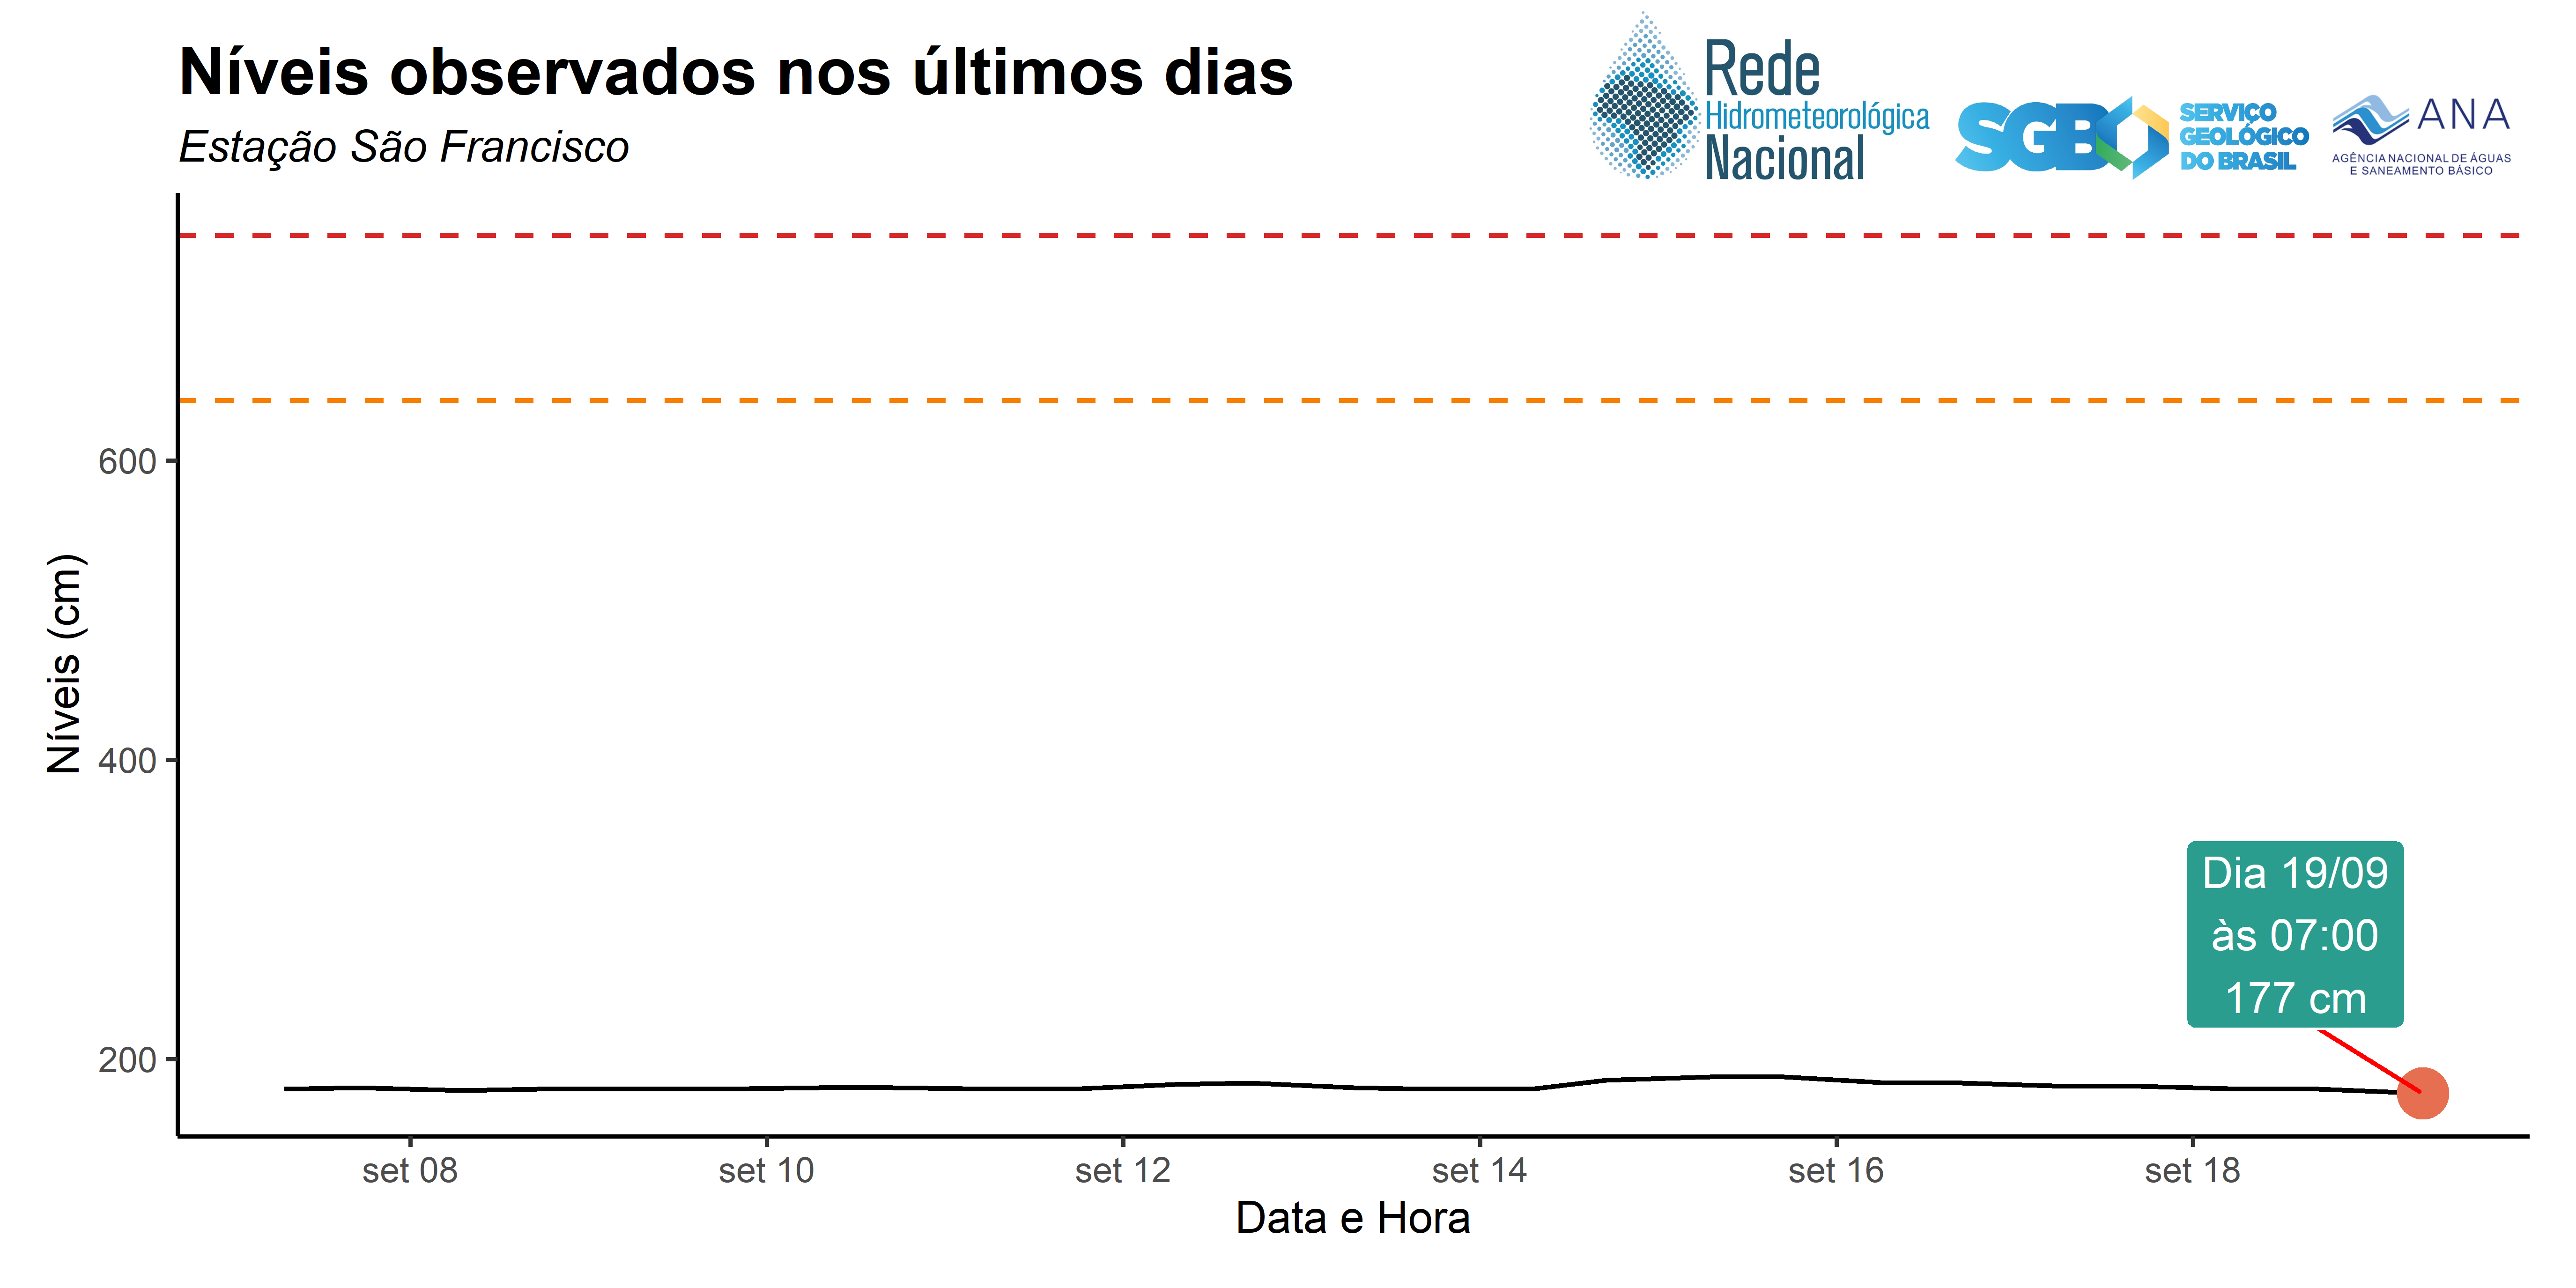 Níveis observados nos últimos dias
Estação São Francisco
Rede
Hidrometeorológica
Nacional
SGB
SERVIÇO
GEOLÓGICO
DO BRASIL
ANA
AGÊNCIA NACIONAL DE ÁGUAS
E SANEAMENTO BÁSICO
Níveis (cm)
600
400
200
Dia 19/09
às 07:00
177 cm
set 08
set 10
set 12
set 14
set 16
set 18
Data e Hora